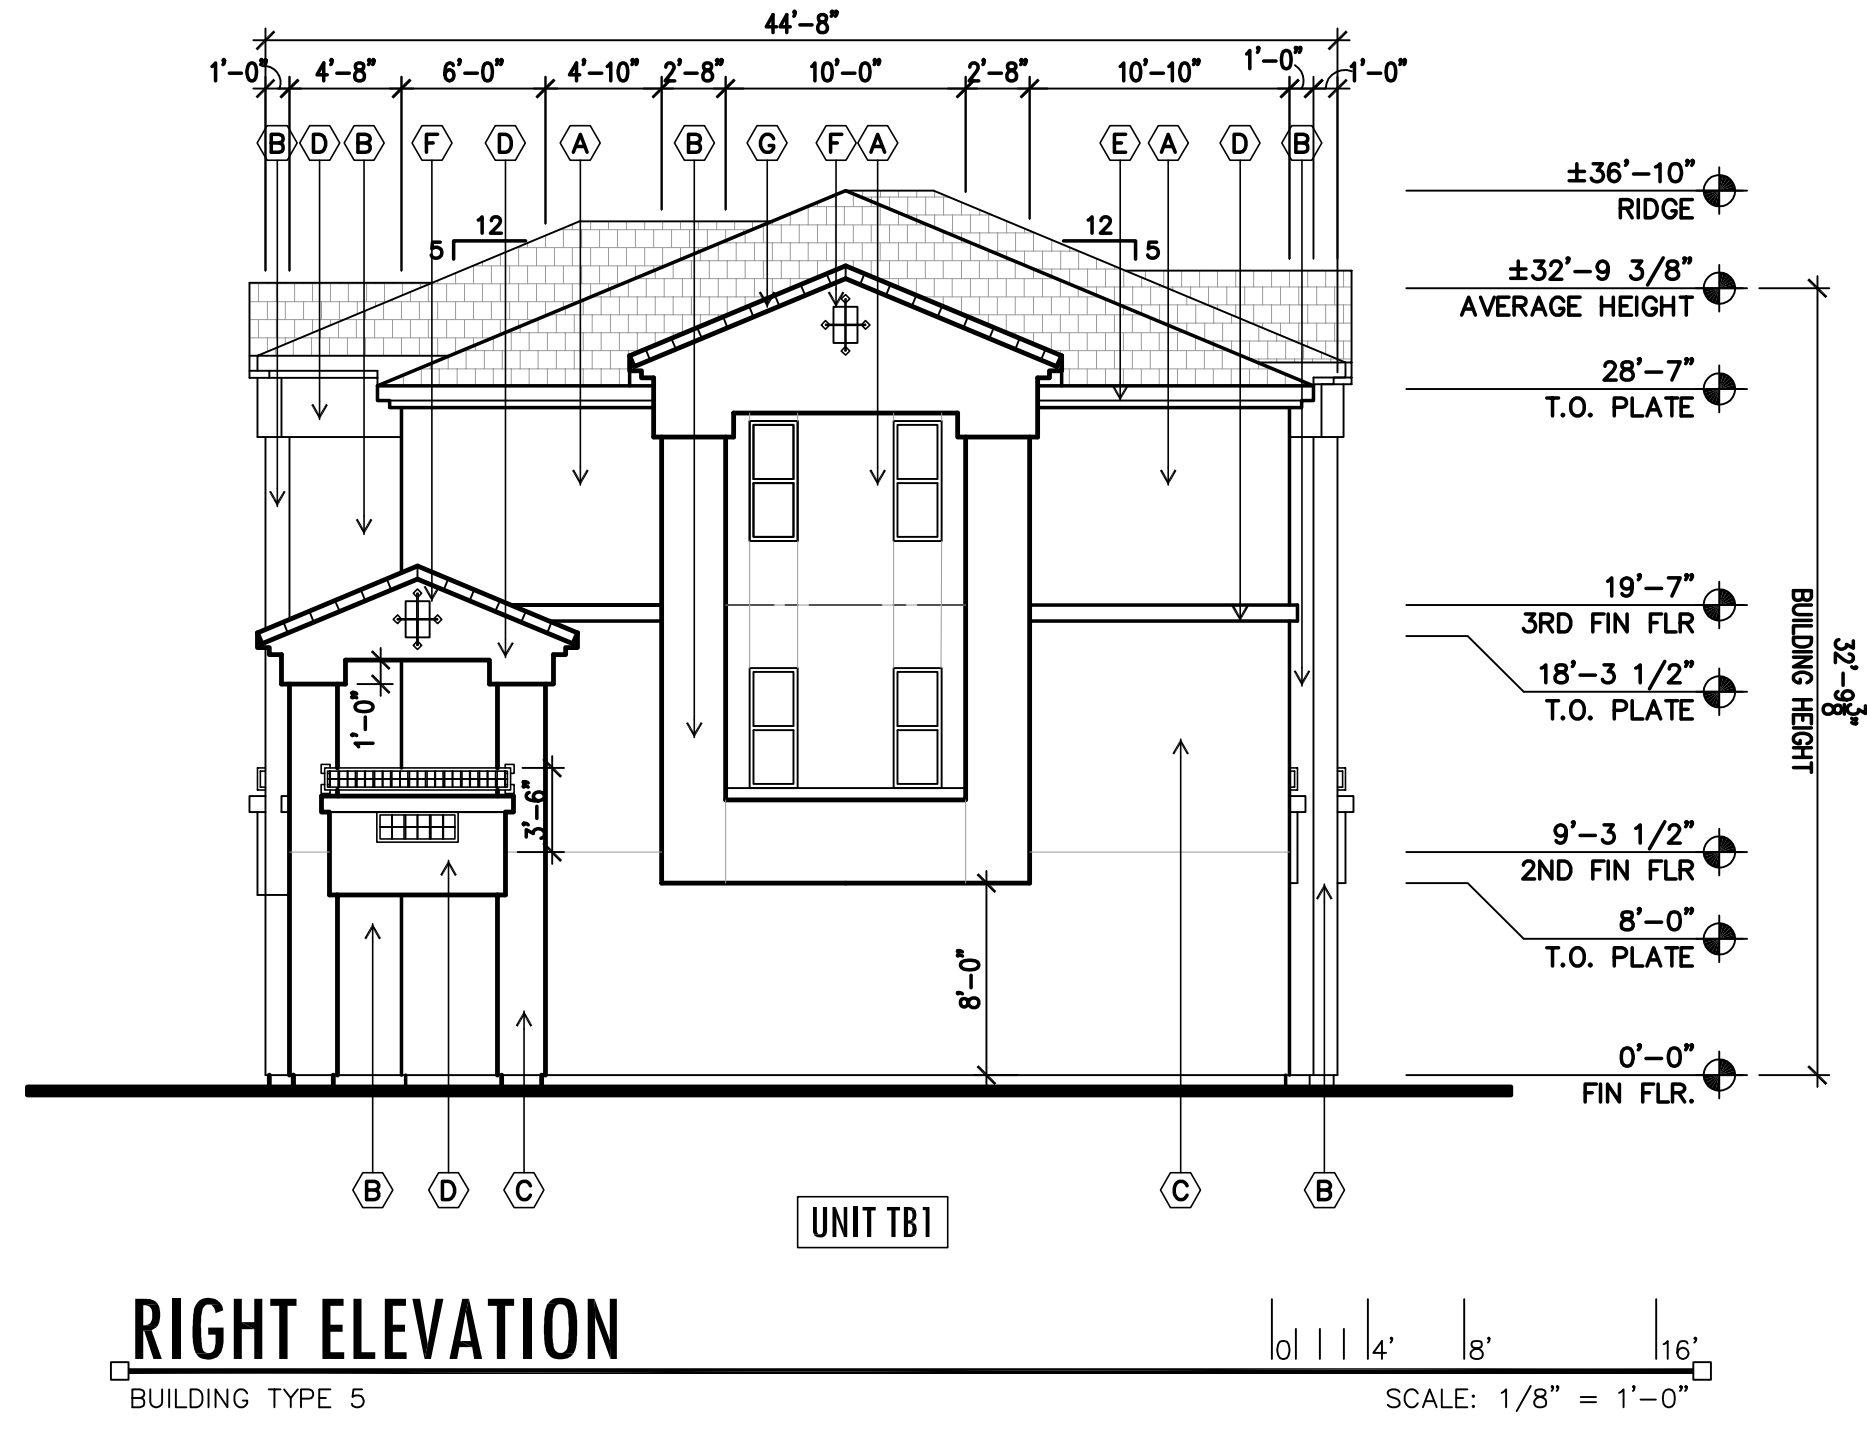 44'-8"
1'-0" 4'-8" 6'-0" 4'-10" 2'-8" 10'-0" 2'-8" 10'-10" 1'-0" 1'-0"
B D B F D A B G F A E A D B
12
5
12
5
±36'-10"
RIDGE
±32'-9 3/8"
AVERAGE HEIGHT
28'-7"
T.O. PLATE
19'-7"
3RD FIN FLR
18'-3 1/2"
T.O. PLATE
9'-3 1/2"
2ND FIN FLR
8'-0"
T.O. PLATE
0'-0"
FIN FLR.
32'-9 3/8"
BUILDING HEIGHT
1'-0"
3'-6"
8'-0"
B D C C B
UNIT TB1
RIGHT ELEVATION
0 4' 8' 16'
BUILDING TYPE 5
SCALE: 1/8" = 1'-0"